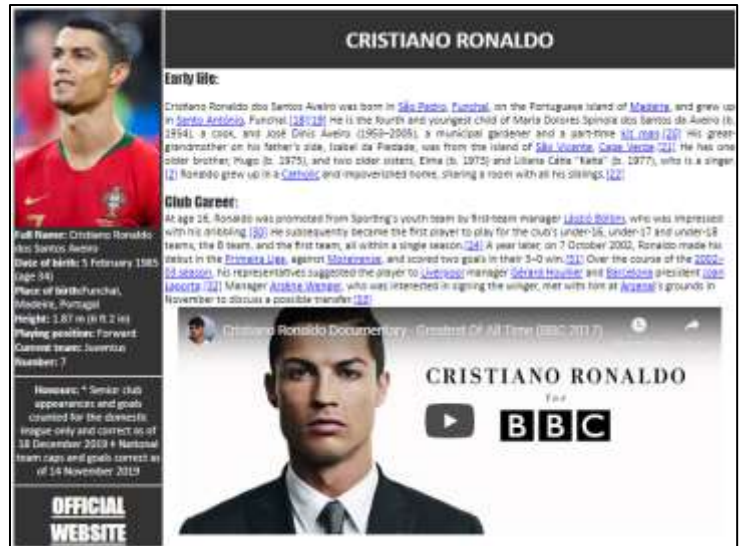 CRISTIANO RONALDO
Early life:
Cristiano Ronaldo dos Santos Aveiro was born in São Pedro, Funchal, on the Portuguese island of Madeira, and grew up
in Santo António, Funchal.[18][19] He is the fourth and youngest child of Maria Dolores Spinola dos Santos da Aveiro (b.
1954), a cook, and José Dinis Aveiro (1953–2005), a municipal gardener and a part-time kit man.[20] His great-
grandmother on his father's side, Isabel da Piedade, was from the island of São Vicente, Cape Verde.[21] He has one
older brother, Hugo (b. 1975), and two older sisters, Elma (b. 1973) and Liliana Cátia "Katia" (b. 1977), who is a singer.
[2] Ronaldo grew up in a Catholic and impoverished home, sharing a room with all his siblings.[22]
Club Career:
At age 16, Ronaldo was promoted from Sporting's youth team by first-team manager László Bölöni, who was impressed
with his dribbling.[30] He subsequently became the first player to play for the club's under-16, under-17 and under-18
teams, the B team, and the first team, all within a single season.[24] A year later, on 7 October 2002, Ronaldo made his
debut in the Primeira Liga, against Moreirense, and scored two goals in their 3–0 win.[31] Over the course of the 2002–
03 season, his representatives suggested the player to Liverpool manager Gérard Houllier and Barcelona president Joan
Laporta.[32] Manager Arsène Wenger, who was interested in signing the winger, met with him at Arsenal's grounds in
November to discuss a possible transfer.[33]
Cristiano Ronaldo Documentary - Greatest Of All Time (BBC 2017)
CRISTIANO RONALDO
for
BBC
Full Name: Cristiano Ronaldo
dos Santos Aveiro
Date of birth: 5 February 1985
(age 34)
Place of birth:Funchal,
Madeira, Portugal
Height: 1.87 m (6 ft 2 in)
Playing position: Forward
Current team: Juventus
Number: 7
Honours: * Senior club
appearances and goals
counted for the domestic
league only and correct as of
18 December 2019 ‡ National
team caps and goals correct as
of 14 November 2019
OFFICIAL
WEBSITE